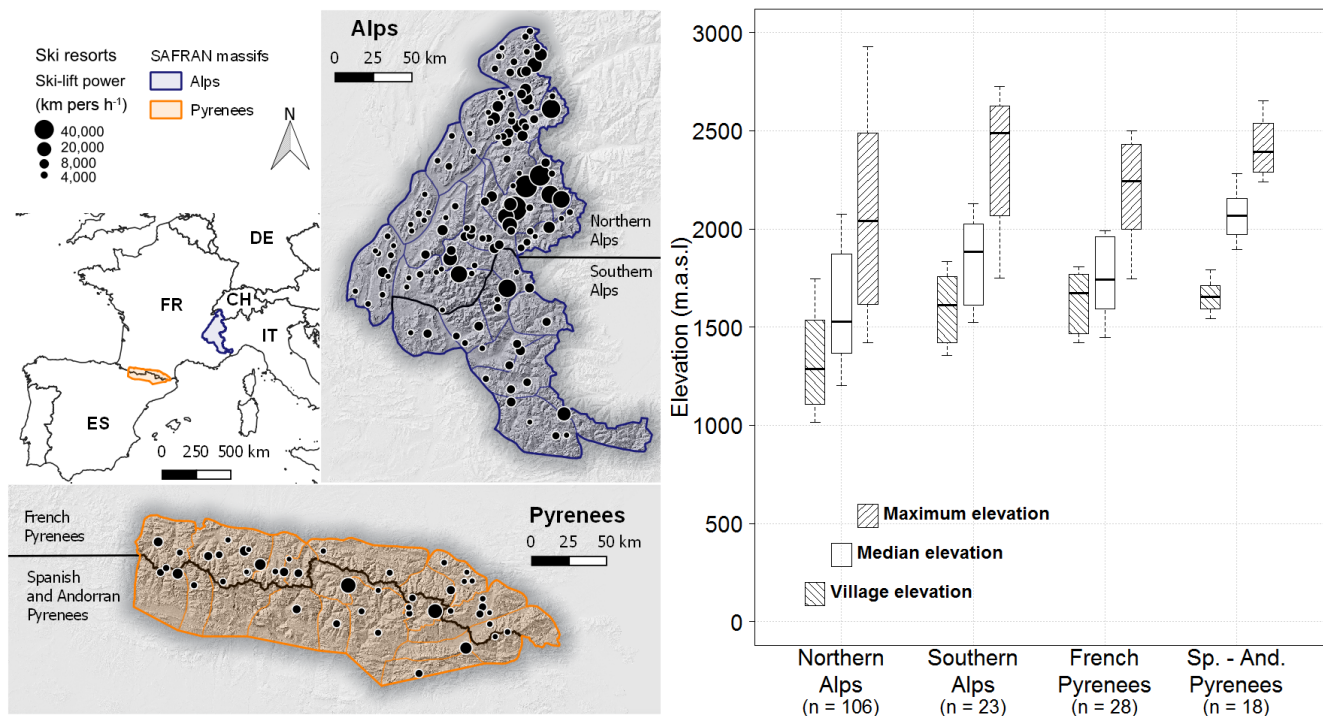 Ski resorts
Ski-lift power
(km pers h⁻¹)
40,000
20,000
8,000
4,000
SAFRAN massifs
Alps
Pyrenees
N
DE
FR
CH
IT
ES
0 250 500 km
Alps
0 25 50 km
Northern
Alps
Southern
Alps
French
Pyrenees
Spanish
and Andorran
Pyrenees
Pyrenees
0 25 50 km
Elevation (m.a.s.l)
3000
2500
2000
1500
1000
500
0
Maximum elevation
Median elevation
Village elevation
Northern
Alps
(n = 106)
Southern
Alps
(n = 23)
French
Pyrenees
(n = 28)
Sp. - And.
Pyrenees
(n = 18)